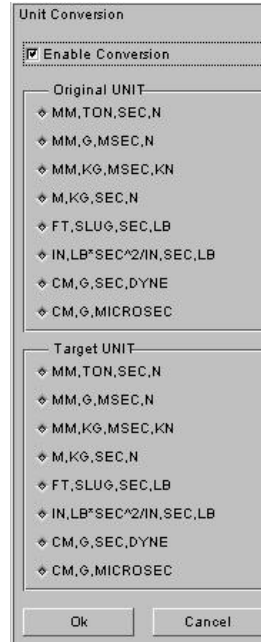 Unit Conversion
Enable Conversion
Original UNIT
MM,TON,SEC,N
MM,G,MSEC,N
MM,KG,MSEC,KN
M,KG,SEC,N
FT,SLUG,SEC,LB
IN,LB*SEC^2/IN,SEC,LB
CM,G,SEC,DYNE
CM,G,MICROSEC
Target UNIT
MM,TON,SEC,N
MM,G,MSEC,N
MM,KG,MSEC,KN
M,KG,SEC,N
FT,SLUG,SEC,LB
IN,LB*SEC^2/IN,SEC,LB
CM,G,SEC,DYNE
CM,G,MICROSEC
Ok Cancel